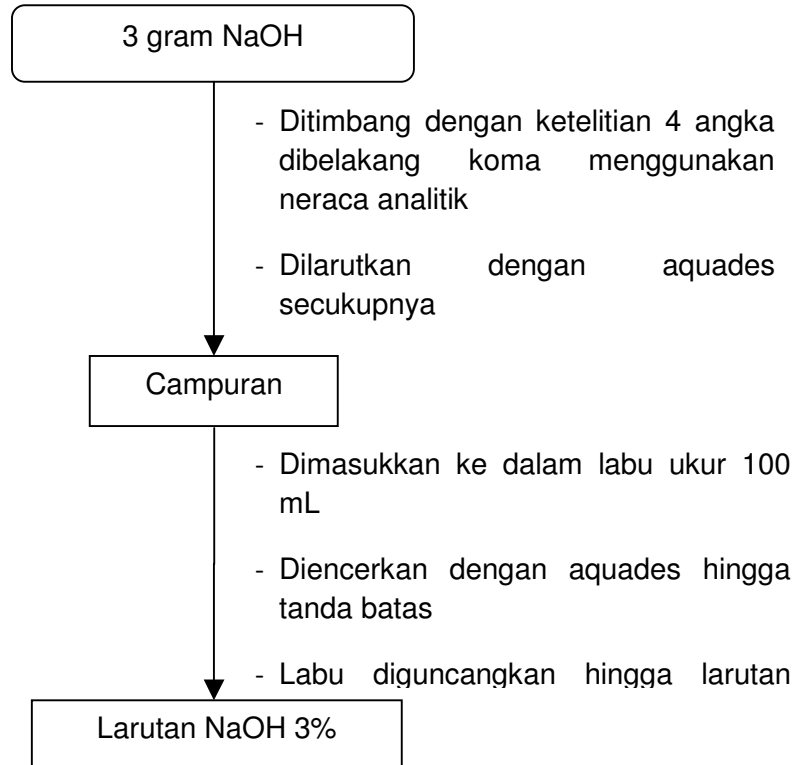 3 gram NaOH
- Ditimbang dengan ketelitian 4 angka
dibelakang koma menggunakan
neraca analitik
- Dilarutkan dengan aquades
secukupnya
Campuran
- Dimasukkan ke dalam labu ukur 100
mL
- Diencerkan dengan aquades hingga
tanda batas
- Labu diguncangkan hingga larutan
Larutan NaOH 3%